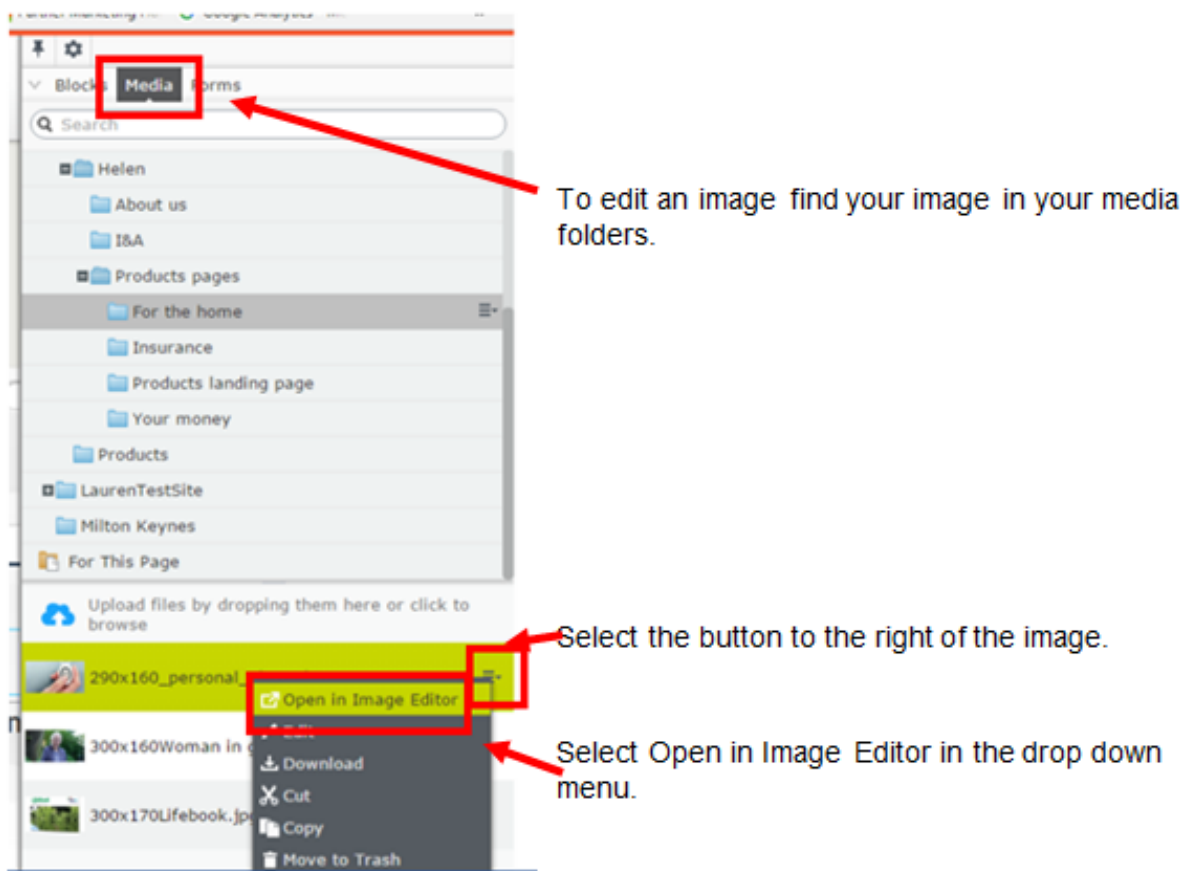 Google Analytics
Blocks Media Forms
Search
Helen
About us
I&A
Products pages
For the home
Insurance
Products landing page
Your money
Products
LaurenTestSite
Milton Keynes
For This Page
Upload files by dropping them here or click to
browse
290x160_personal_
Open in Image Editor
Edit
300x160Woman in
Download
Cut
300x170Lifebook.jp
Copy
Move to Trash
To edit an image find your image in your media
folders.
Select the button to the right of the image.
Select Open in Image Editor in the drop down
menu.